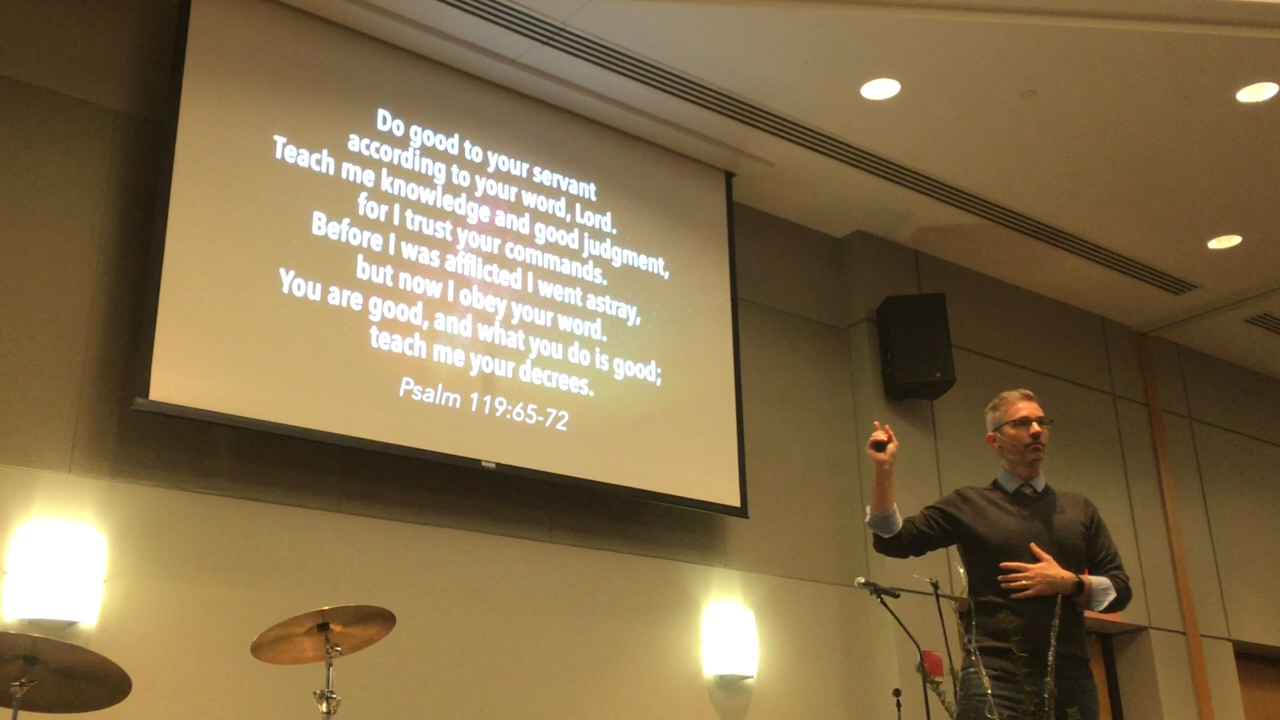 Do good to your servant
according to your word, Lord.
Teach me knowledge and good judgment,
for I trust your commands.
Before I was afflicted I went astray,
but now I obey your word.
You are good, and what you do is good;
teach me your decrees.
Psalm 119:65-72